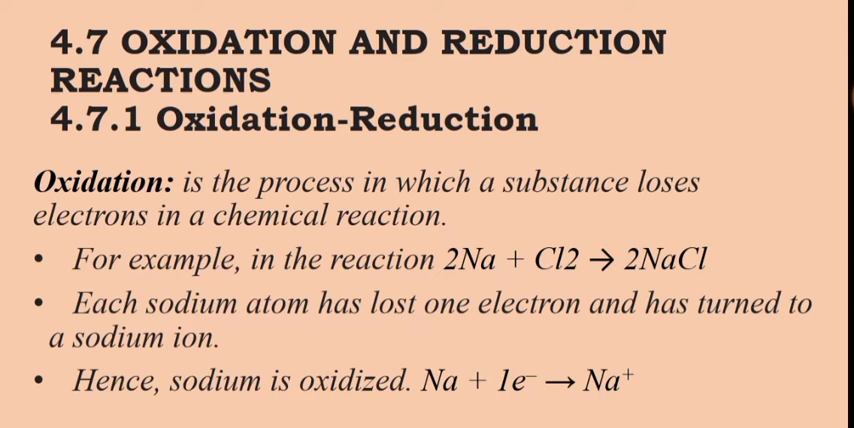 4.7 OXIDATION AND REDUCTION
REACTIONS
4.7.1 Oxidation-Reduction
Oxidation: is the process in which a substance loses
electrons in a chemical reaction.
• For example, in the reaction 2Na + Cl2 → 2NaCl
• Each sodium atom has lost one electron and has turned to
a sodium ion.
• Hence, sodium is oxidized. Na + 1e⁻ → Na⁺